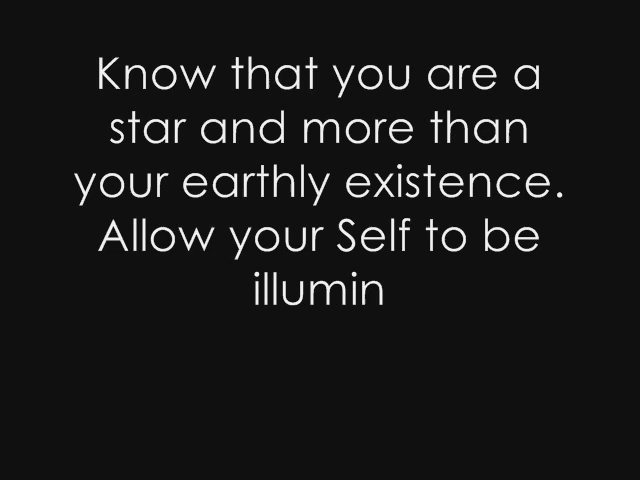 Know that you are a
star and more than
your earthly existence.
Allow your Self to be
illumin